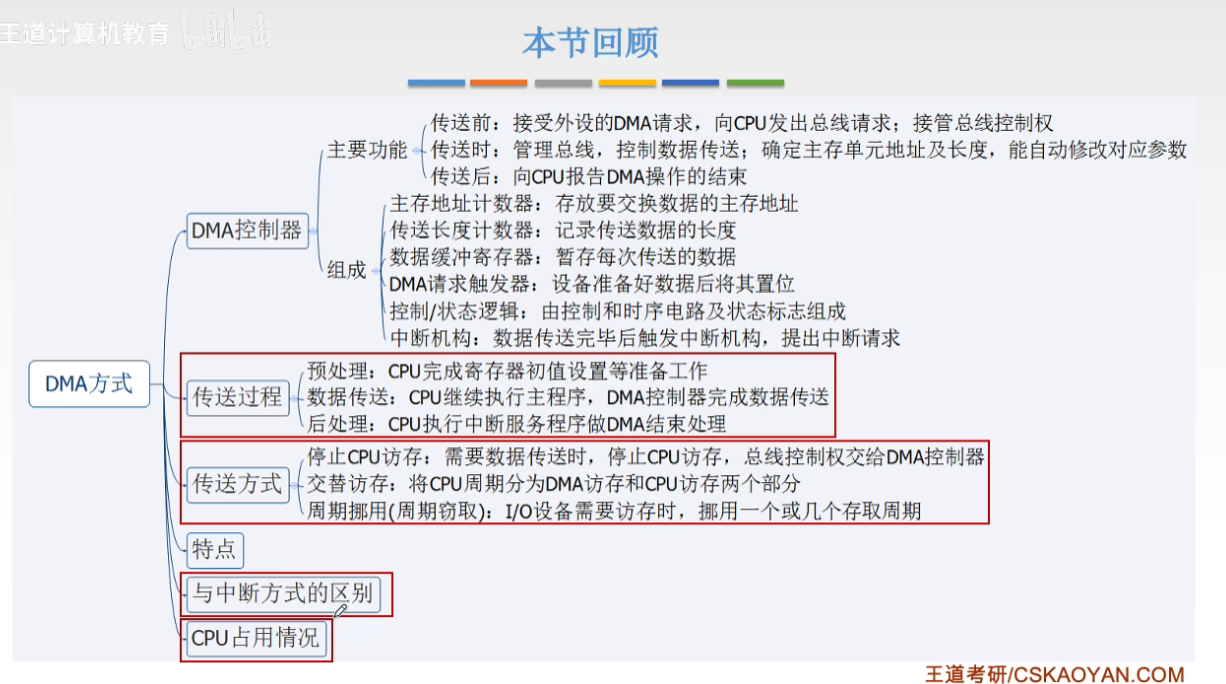 王道计算机教育 bilibili
本节回顾
DMA方式
DMA控制器
主要功能
传送前：接受外设的DMA请求，向CPU发出总线请求；接管总线控制权
传送时：管理总线，控制数据传送；确定主存单元地址及长度，能自动修改对应参数
传送后：向CPU报告DMA操作的结束
组成
主存地址计数器：存放要交换数据的主存地址
传送长度计数器：记录传送数据的长度
数据缓冲寄存器：暂存每次传送的数据
DMA请求触发器：设备准备好数据后将其置位
控制/状态逻辑：由控制和时序电路及状态标志组成
中断机构：数据传送完毕后触发中断机构，提出中断请求
传送过程
预处理：CPU完成寄存器初值设置等准备工作
数据传送：CPU继续执行主程序，DMA控制器完成数据传送
后处理：CPU执行中断服务程序做DMA结束处理
传送方式
停止CPU访存：需要数据传送时，停止CPU访存，总线控制权交给DMA控制器
交替访存：将CPU周期分为DMA访存和CPU访存两个部分
周期挪用(周期窃取)：I/O设备需要访存时，挪用一个或几个存取周期
特点
与中断方式的区别
CPU占用情况
王道考研/CSKAOYAN.COM